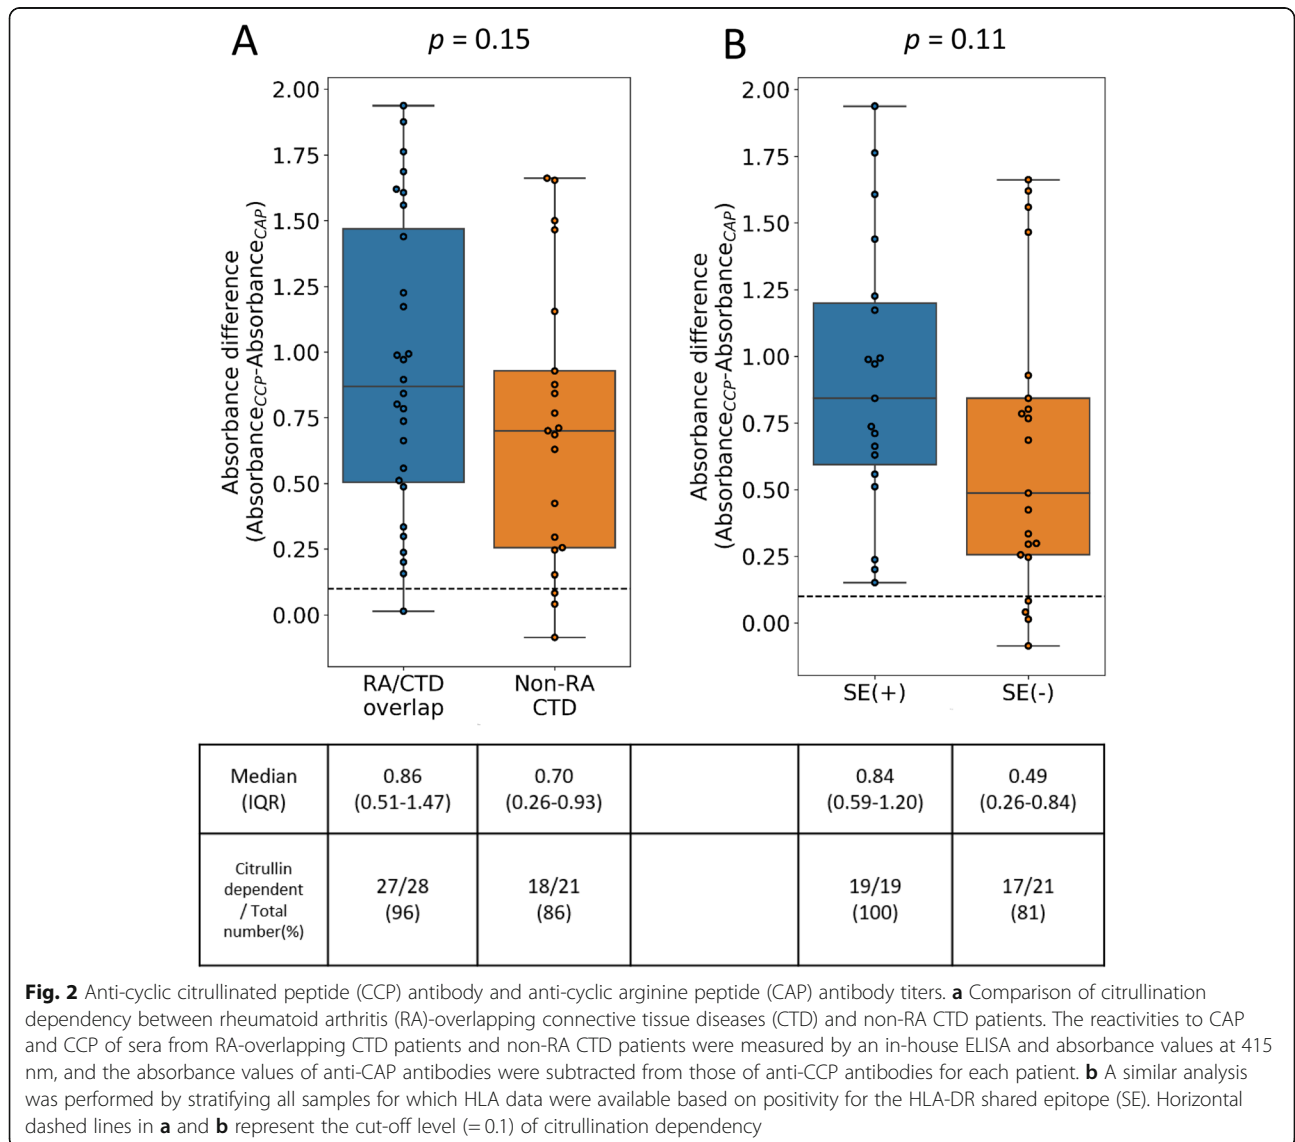 A
p = 0.15
B
p = 0.11
Absorbance difference
(Absorbance_CCP-Absorbance_CAP)
2.00
1.75
1.50
1.25
1.00
0.75
0.50
0.25
0.00
RA/CTD
overlap
Non-RA
CTD
Absorbance difference
(Absorbance_CCP-Absorbance_CAP)
2.00
1.75
1.50
1.25
1.00
0.75
0.50
0.25
0.00
SE(+)
SE(-)
Median
(IQR)
0.86
(0.51-1.47)
0.70
(0.26-0.93)
0.84
(0.59-1.20)
0.49
(0.26-0.84)
Citrullin
dependent
/ Total
number(%)
27/28
(96)
18/21
(86)
19/19
(100)
17/21
(81)
Fig. 2 Anti-cyclic citrullinated peptide (CCP) antibody and anti-cyclic arginine peptide (CAP) antibody titers. a Comparison of citrullination
dependency between rheumatoid arthritis (RA)-overlapping connective tissue diseases (CTD) and non-RA CTD patients. The reactivities to CAP
and CCP of sera from RA-overlapping CTD patients and non-RA CTD patients were measured by an in-house ELISA and absorbance values at 415
nm, and the absorbance values of anti-CAP antibodies were subtracted from those of anti-CCP antibodies for each patient. b A similar analysis
was performed by stratifying all samples for which HLA data were available based on positivity for the HLA-DR shared epitope (SE). Horizontal
dashed lines in a and b represent the cut-off level (= 0.1) of citrullination dependency